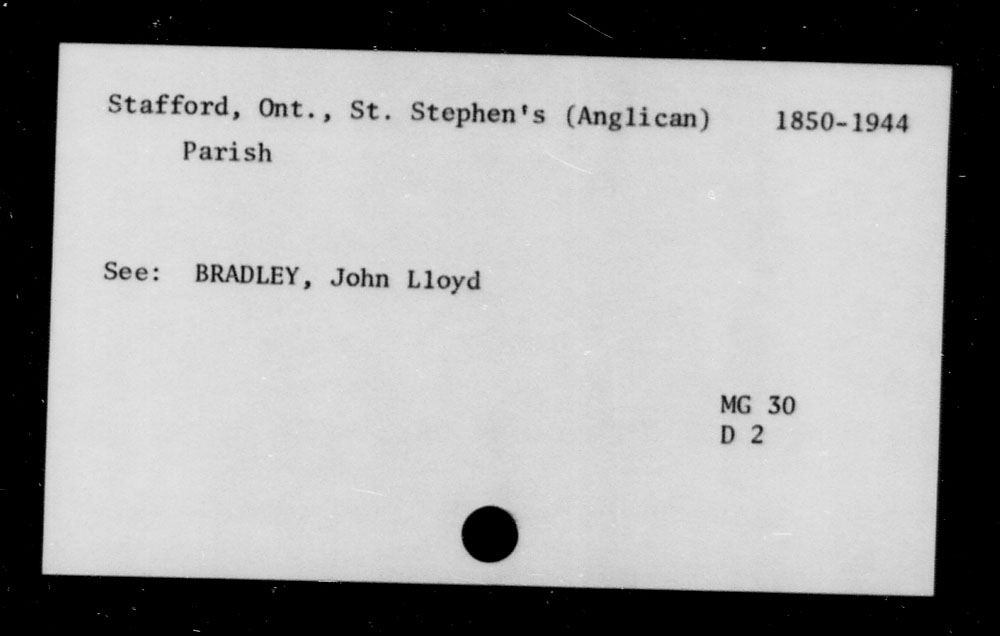 Stafford, Ont., St. Stephen's (Anglican) 1850-1944
Parish
See: BRADLEY, John Lloyd
MG 30
D 2